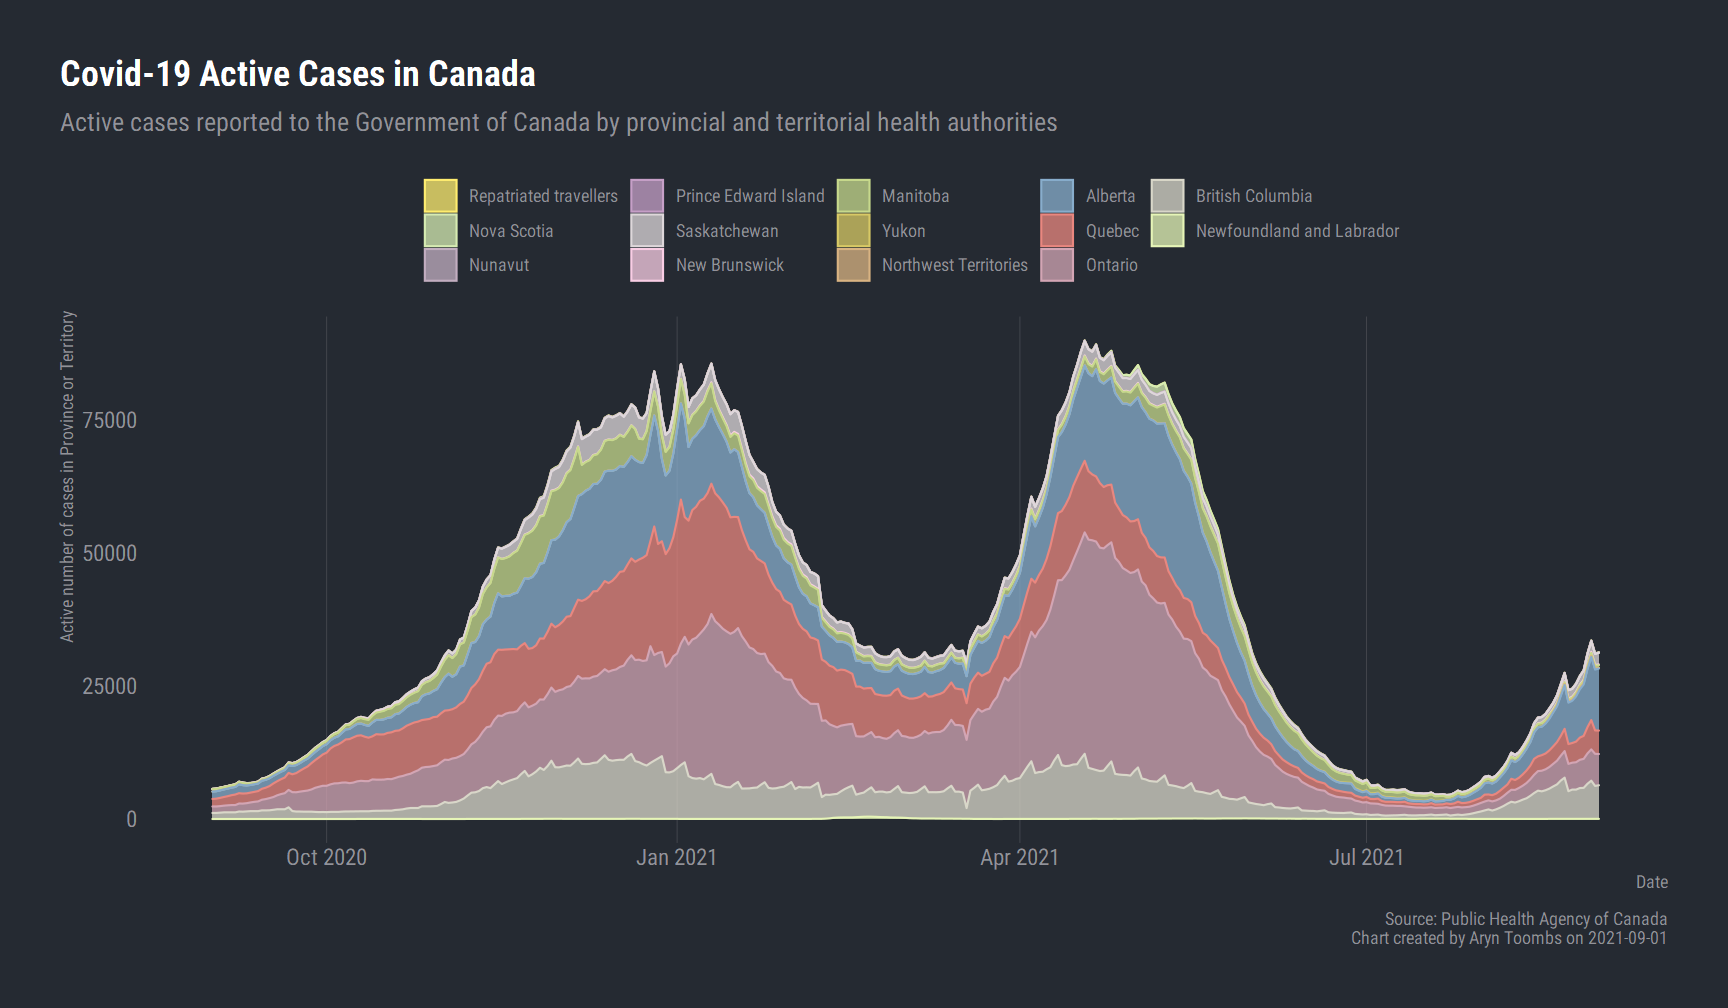 Covid-19 Active Cases in Canada
Active cases reported to the Government of Canada by provincial and territorial health authorities
Repatriated travellers
Prince Edward Island
Manitoba
Alberta
British Columbia
Nova Scotia
Saskatchewan
Yukon
Quebec
Newfoundland and Labrador
Nunavut
New Brunswick
Northwest Territories
Ontario
Active number of cases in Province or Territory
75000
50000
25000
0
Oct 2020
Jan 2021
Apr 2021
Jul 2021
Date
Source: Public Health Agency of Canada
Chart created by Aryn Toombs on 2021-09-01